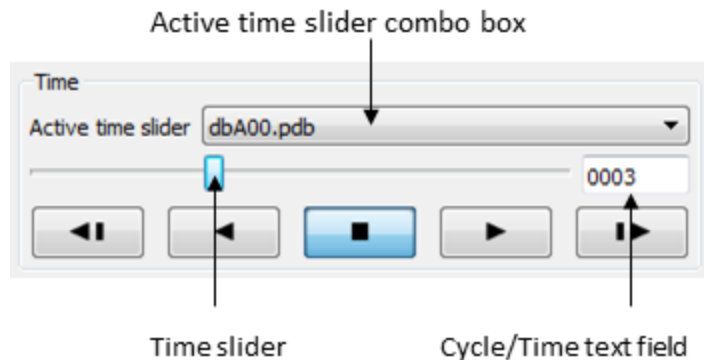 Active time slider combo box
Time
Active time slider dbA00.pdb
0003
Time slider Cycle/Time text field